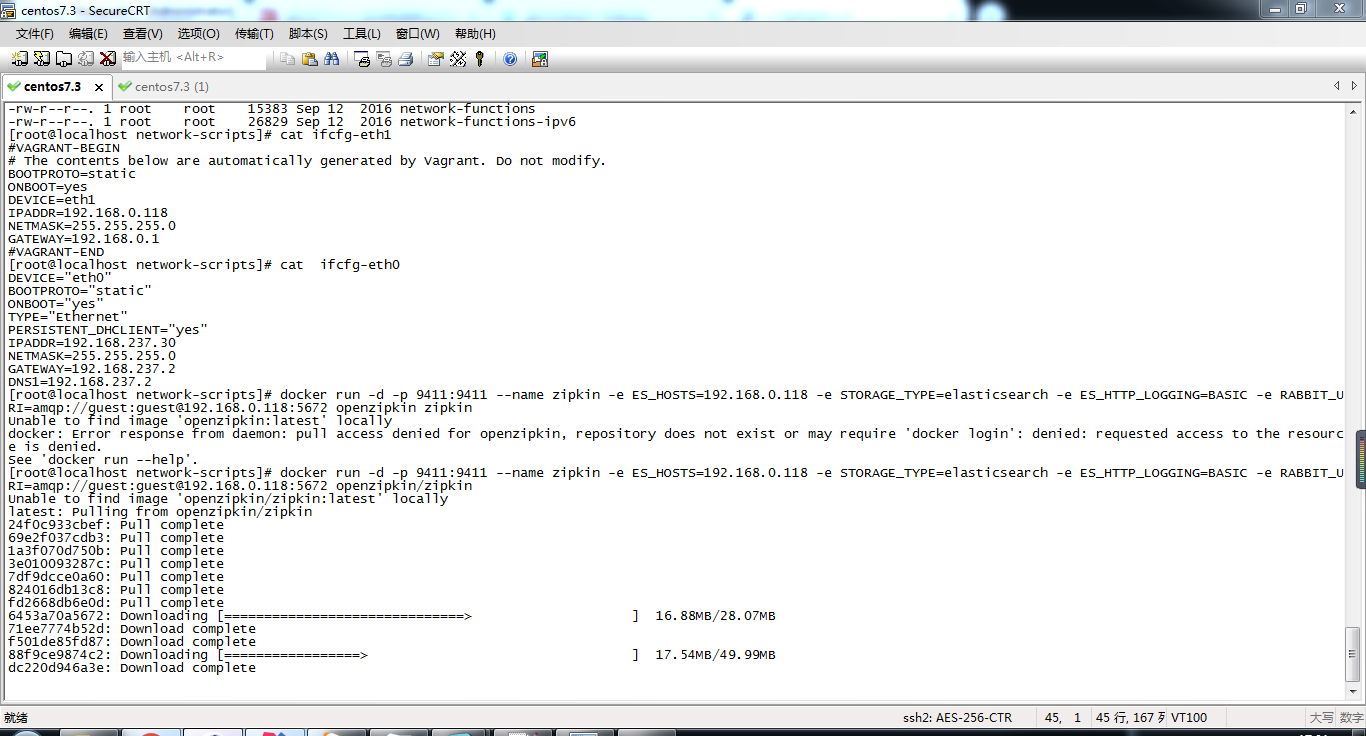 centos7.3 - SecureCRT
文件(F) 编辑(E) 查看(V) 选项(O) 传输(T) 脚本(S) 工具(L) 窗口(W) 帮助(H)
输入主机 <Alt+R>
centos7.3 centos7.3 (1)
-rw-r--r--. 1 root    root    15383 Sep 12  2016 network-functions
-rw-r--r--. 1 root    root    26829 Sep 12  2016 network-functions-ipv6
[root@localhost network-scripts]# cat ifcfg-eth1
#VAGRANT-BEGIN
# The contents below are automatically generated by Vagrant. Do not modify.
BOOTPROTO=static
ONBOOT=yes
DEVICE=eth1
IPADDR=192.168.0.118
NETMASK=255.255.255.0
GATEWAY=192.168.0.1
#VAGRANT-END
[root@localhost network-scripts]# cat  ifcfg-eth0
DEVICE="eth0"
BOOTPROTO="static"
ONBOOT="yes"
TYPE="Ethernet"
PERSISTENT_DHCLIENT="yes"
IPADDR=192.168.237.30
NETMASK=255.255.255.0
GATEWAY=192.168.237.2
DNS1=192.168.237.2
[root@localhost network-scripts]# docker run -d -p 9411:9411 --name zipkin -e ES_HOSTS=192.168.0.118 -e STORAGE_TYPE=elasticsearch -e ES_HTTP_LOGGING=BASIC -e RABBIT_U
RI=amqp://guest:guest@192.168.0.118:5672 openzipkin zipkin
Unable to find image 'openzipkin:latest' locally
docker: Error response from daemon: pull access denied for openzipkin, repository does not exist or may require 'docker login': denied: requested access to the resourc
e is denied.
See 'docker run --help'.
[root@localhost network-scripts]# docker run -d -p 9411:9411 --name zipkin -e ES_HOSTS=192.168.0.118 -e STORAGE_TYPE=elasticsearch -e ES_HTTP_LOGGING=BASIC -e RABBIT_U
RI=amqp://guest:guest@192.168.0.118:5672 openzipkin/zipkin
Unable to find image 'openzipkin/zipkin:latest' locally
latest: Pulling from openzipkin/zipkin
24f0c933cbef: Pull complete
69e2f037cdb3: Pull complete
1a3f070d750b: Pull complete
3e010093287c: Pull complete
7df9dcce0a60: Pull complete
824016db13c8: Pull complete
fd2668db6e0d: Pull complete
6453a70a5672: Downloading [==============================>                    ]  16.88MB/28.07MB
71ee7774b52d: Download complete
f501de85fd87: Download complete
88f9ce9874c2: Downloading [=================>                                 ]  17.54MB/49.99MB
dc220d946a3e: Download complete
就绪 ssh2: AES-256-CTR 45, 1 45 行, 167 列 VT100 大写 数字